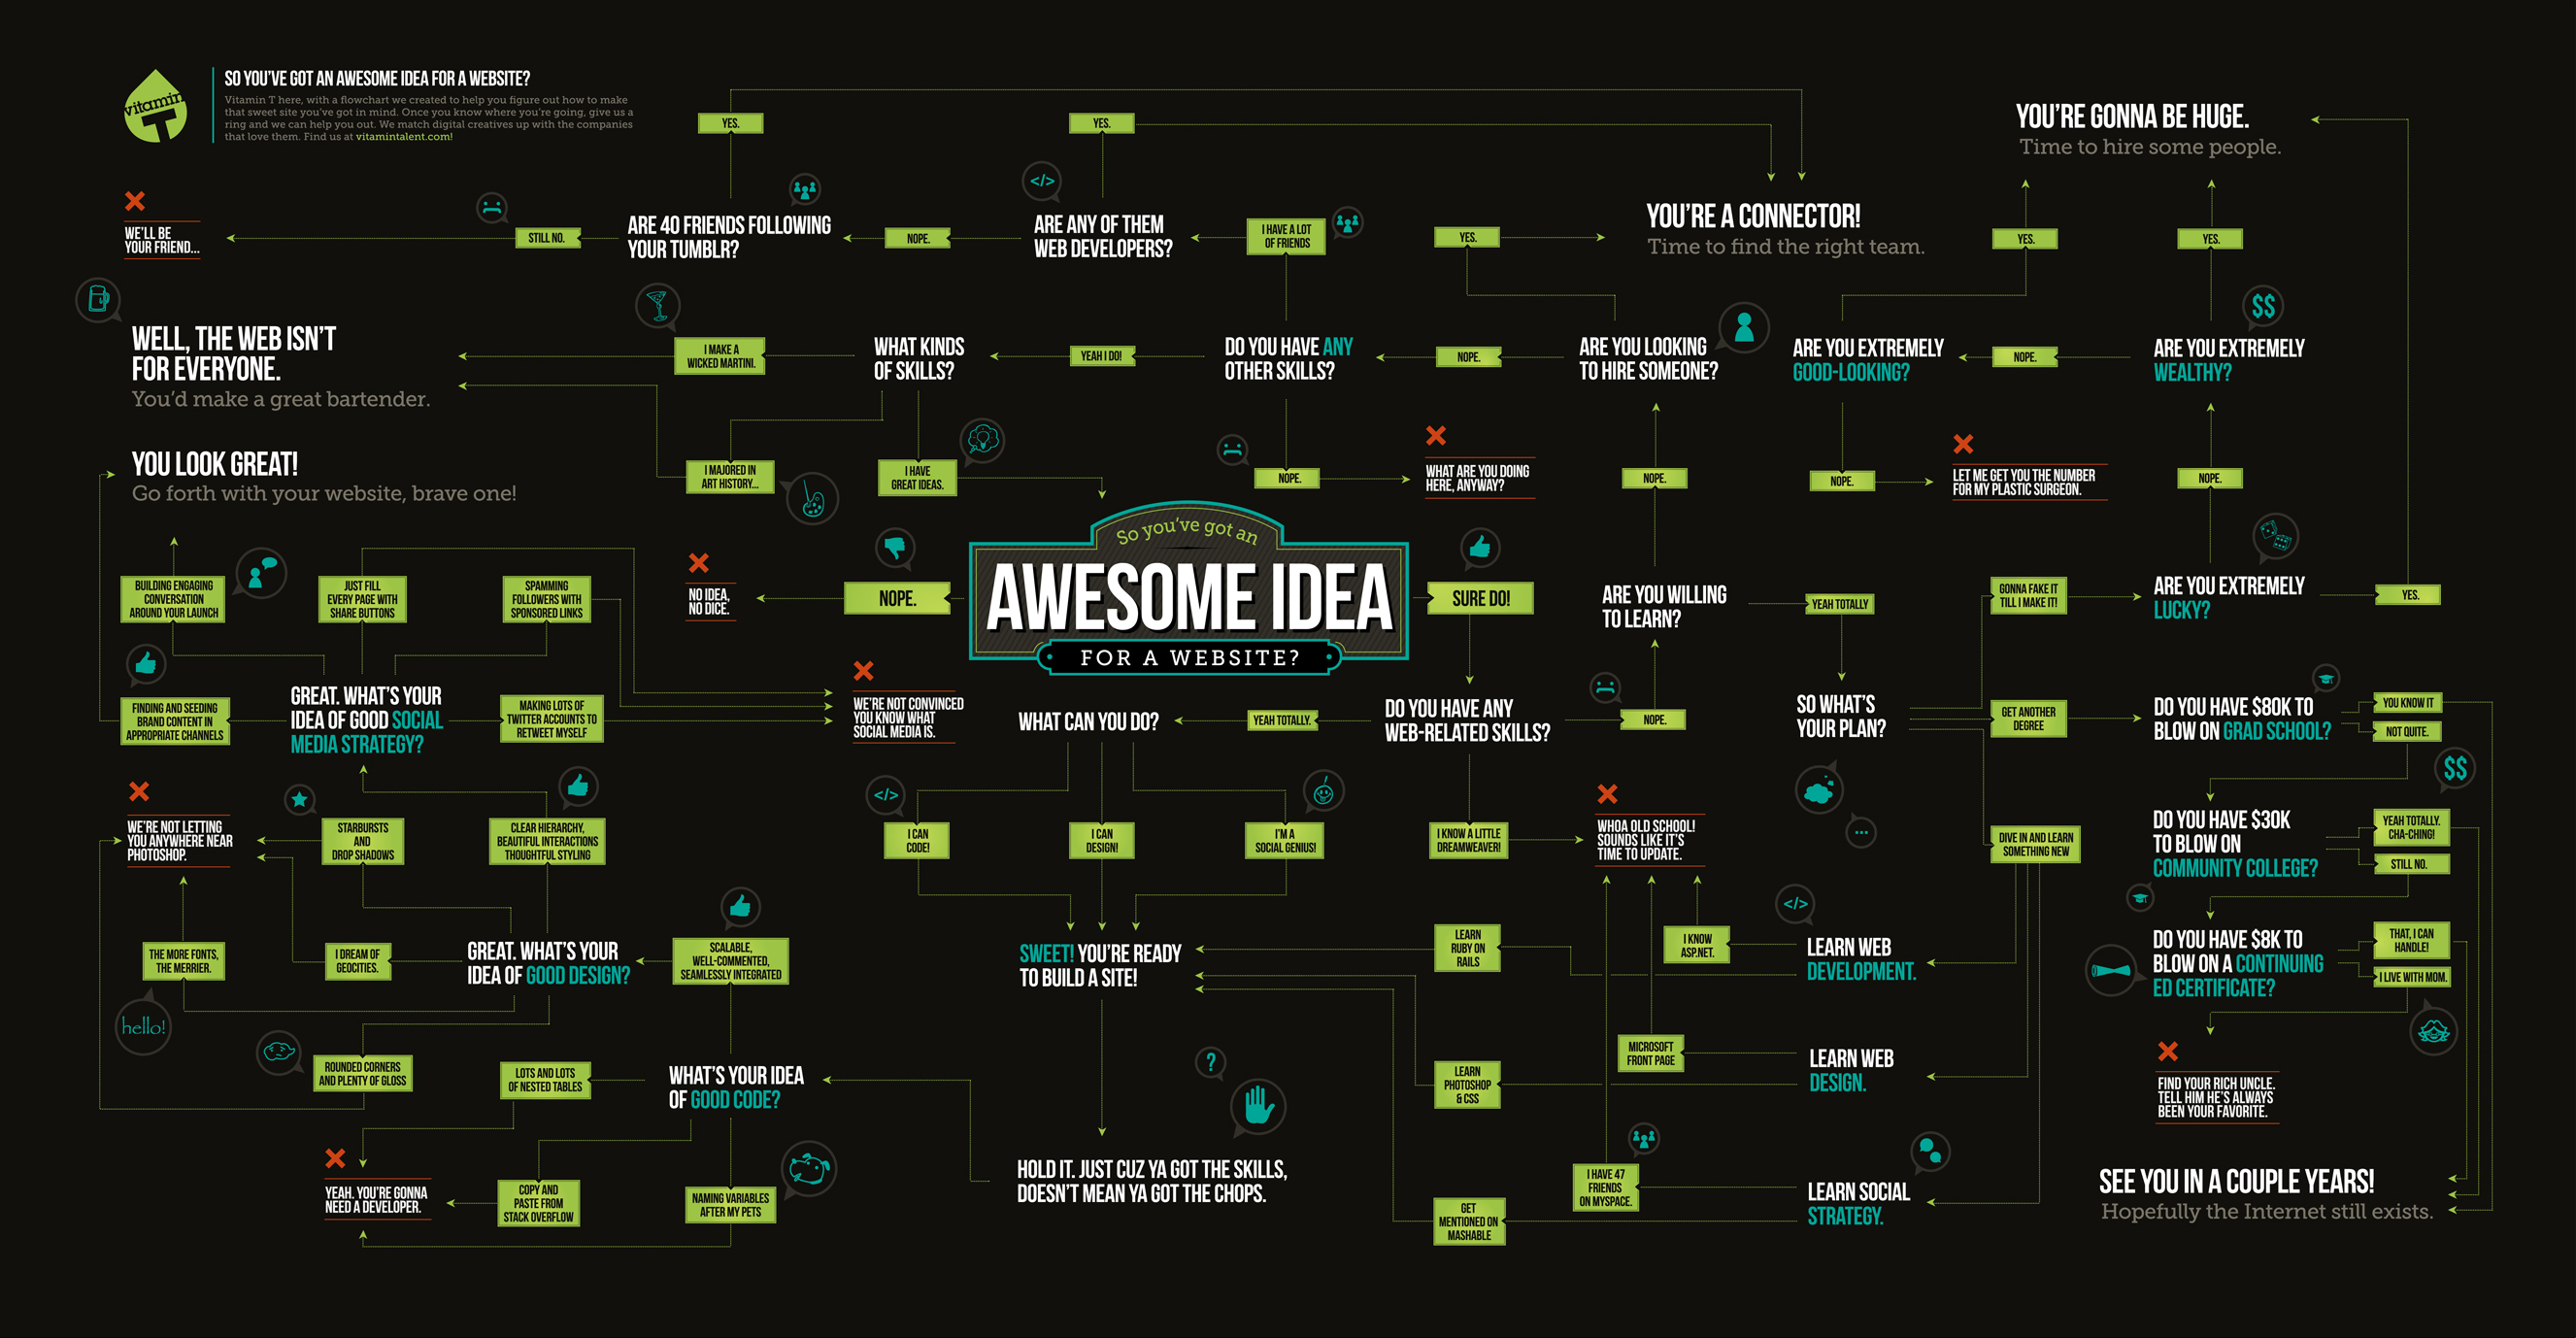 vitamin
T
SO YOU'VE GOT AN AWESOME IDEA FOR A WEBSITE?
Vitamin T here, with a flowchart we created to help you figure out how to make
that sweet site you've got in mind. Once you know where you're going, give us a
ring and we can help you out. We match digital creatives up with the companies
that love them. Find us at vitamintalent.com!
YES.
YES.
YOU'RE GONNA BE HUGE.
Time to hire some people.
WE'LL BE
YOUR FRIEND...
STILL NO.
ARE 40 FRIENDS FOLLOWING
YOUR TUMBLR?
NOPE.
</>
ARE ANY OF THEM
WEB DEVELOPERS?
I HAVE A LOT
OF FRIENDS
YES.
YOU'RE A CONNECTOR!
Time to find the right team.
YES.
YES.
WELL, THE WEB ISN'T
FOR EVERYONE.
You'd make a great bartender.
I MAKE A
WICKED MARTINI.
WHAT KINDS
OF SKILLS?
YEAH I DO!
DO YOU HAVE ANY
OTHER SKILLS?
NOPE.
ARE YOU LOOKING
TO HIRE SOMEONE?
ARE YOU EXTREMELY
GOOD-LOOKING?
NOPE.
$$
ARE YOU EXTREMELY
WEALTHY?
YOU LOOK GREAT!
Go forth with your website, brave one!
I MAJORED IN
ART HISTORY...
I HAVE
GREAT IDEAS.
NOPE.
WHAT ARE YOU DOING
HERE, ANYWAY?
NOPE.
NOPE.
LET ME GET YOU THE NUMBER
FOR MY PLASTIC SURGEON.
NOPE.
NO IDEA,
NO DICE.
NOPE.
So you've got an
AWESOME IDEA
FOR A WEBSITE?
SURE DO!
ARE YOU WILLING
TO LEARN?
YEAH TOTALLY
GONNA FAKE IT
TILL I MAKE IT!
ARE YOU EXTREMELY
LUCKY?
YES.
BUILDING ENGAGING
CONVERSATION
AROUND YOUR LAUNCH
JUST FILL
EVERY PAGE WITH
SHARE BUTTONS
SPAMMING
FOLLOWERS WITH
SPONSORED LINKS
FINDING AND SEEDING
BRAND CONTENT IN
APPROPRIATE CHANNELS
GREAT. WHAT'S YOUR
IDEA OF GOOD SOCIAL
MEDIA STRATEGY?
MAKING LOTS OF
TWITTER ACCOUNTS TO
RETWEET MYSELF
WE'RE NOT CONVINCED
YOU KNOW WHAT
SOCIAL MEDIA IS.
WHAT CAN YOU DO?
YEAH TOTALLY.
DO YOU HAVE ANY
WEB-RELATED SKILLS?
NOPE.
SO WHAT'S
YOUR PLAN?
GET ANOTHER
DEGREE
DO YOU HAVE $80K TO
BLOW ON GRAD SCHOOL?
YOU KNOW IT
NOT QUITE.
$$
WE'RE NOT LETTING
YOU ANYWHERE NEAR
PHOTOSHOP.
STARBURSTS
AND
DROP SHADOWS
CLEAR HIERARCHY,
BEAUTIFUL INTERACTIONS
THOUGHTFUL STYLING
</>
I CAN
CODE!
I CAN
DESIGN!
I'M A
SOCIAL GENIUS!
I KNOW A LITTLE
DREAMWEAVER!
WHOA OLD SCHOOL!
SOUNDS LIKE IT'S
TIME TO UPDATE.
...
DIVE IN AND LEARN
SOMETHING NEW
DO YOU HAVE $30K
TO BLOW ON
COMMUNITY COLLEGE?
YEAH TOTALLY.
CHA-CHING!
STILL NO.
THE MORE FONTS,
THE MERRIER.
I DREAM OF
GEOCITIES.
GREAT. WHAT'S YOUR
IDEA OF GOOD DESIGN?
SCALABLE,
WELL-COMMENTED,
SEAMLESSLY INTEGRATED
SWEET! YOU'RE READY
TO BUILD A SITE!
LEARN
RUBY ON
RAILS
I KNOW
ASP.NET.
</>
LEARN WEB
DEVELOPMENT.
DO YOU HAVE $8K TO
BLOW ON A CONTINUING
ED CERTIFICATE?
THAT, I CAN
HANDLE!
I LIVE WITH MOM.
hello!
ROUNDED CORNERS
AND PLENTY OF GLOSS
LOTS AND LOTS
OF NESTED TABLES
WHAT'S YOUR IDEA
OF GOOD CODE?
?
LEARN
PHOTOSHOP
& CSS
MICROSOFT
FRONT PAGE
LEARN WEB
DESIGN.
FIND YOUR RICH UNCLE.
TELL HIM HE'S ALWAYS
BEEN YOUR FAVORITE.
YEAH. YOU'RE GONNA
NEED A DEVELOPER.
COPY AND
PASTE FROM
STACK OVERFLOW
NAMING VARIABLES
AFTER MY PETS
HOLD IT. JUST CUZ YA GOT THE SKILLS,
DOESN'T MEAN YA GOT THE CHOPS.
GET
MENTIONED ON
MASHABLE
I HAVE 47
FRIENDS
ON MYSPACE.
LEARN SOCIAL
STRATEGY.
SEE YOU IN A COUPLE YEARS!
Hopefully the Internet still exists.